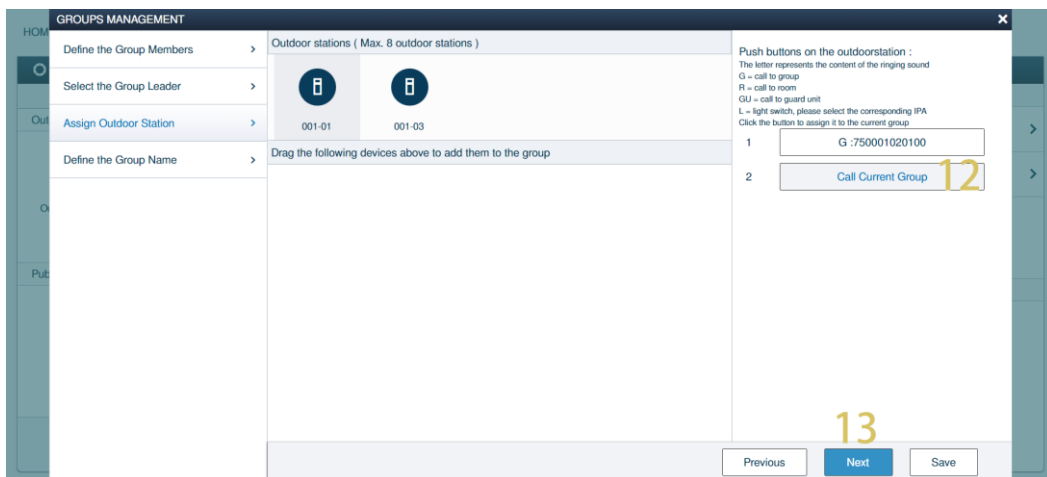 GROUPS MANAGEMENT
×
HOM
Define the Group Members >
Select the Group Leader >
Assign Outdoor Station >
Define the Group Name >
O
Out
O
Pub
Outdoor stations ( Max. 8 outdoor stations )
001-01
001-03
Drag the following devices above to add them to the group
Push buttons on the outdoorstation :
The letter represents the content of the ringing sound
G = call to group
R = call to room
GU = call to guard unit
L = light switch, please select the corresponding IPA
Click the button to assign it to the current group
1 G :750001020100
2 Call Current Group
12
13
Previous Next Save